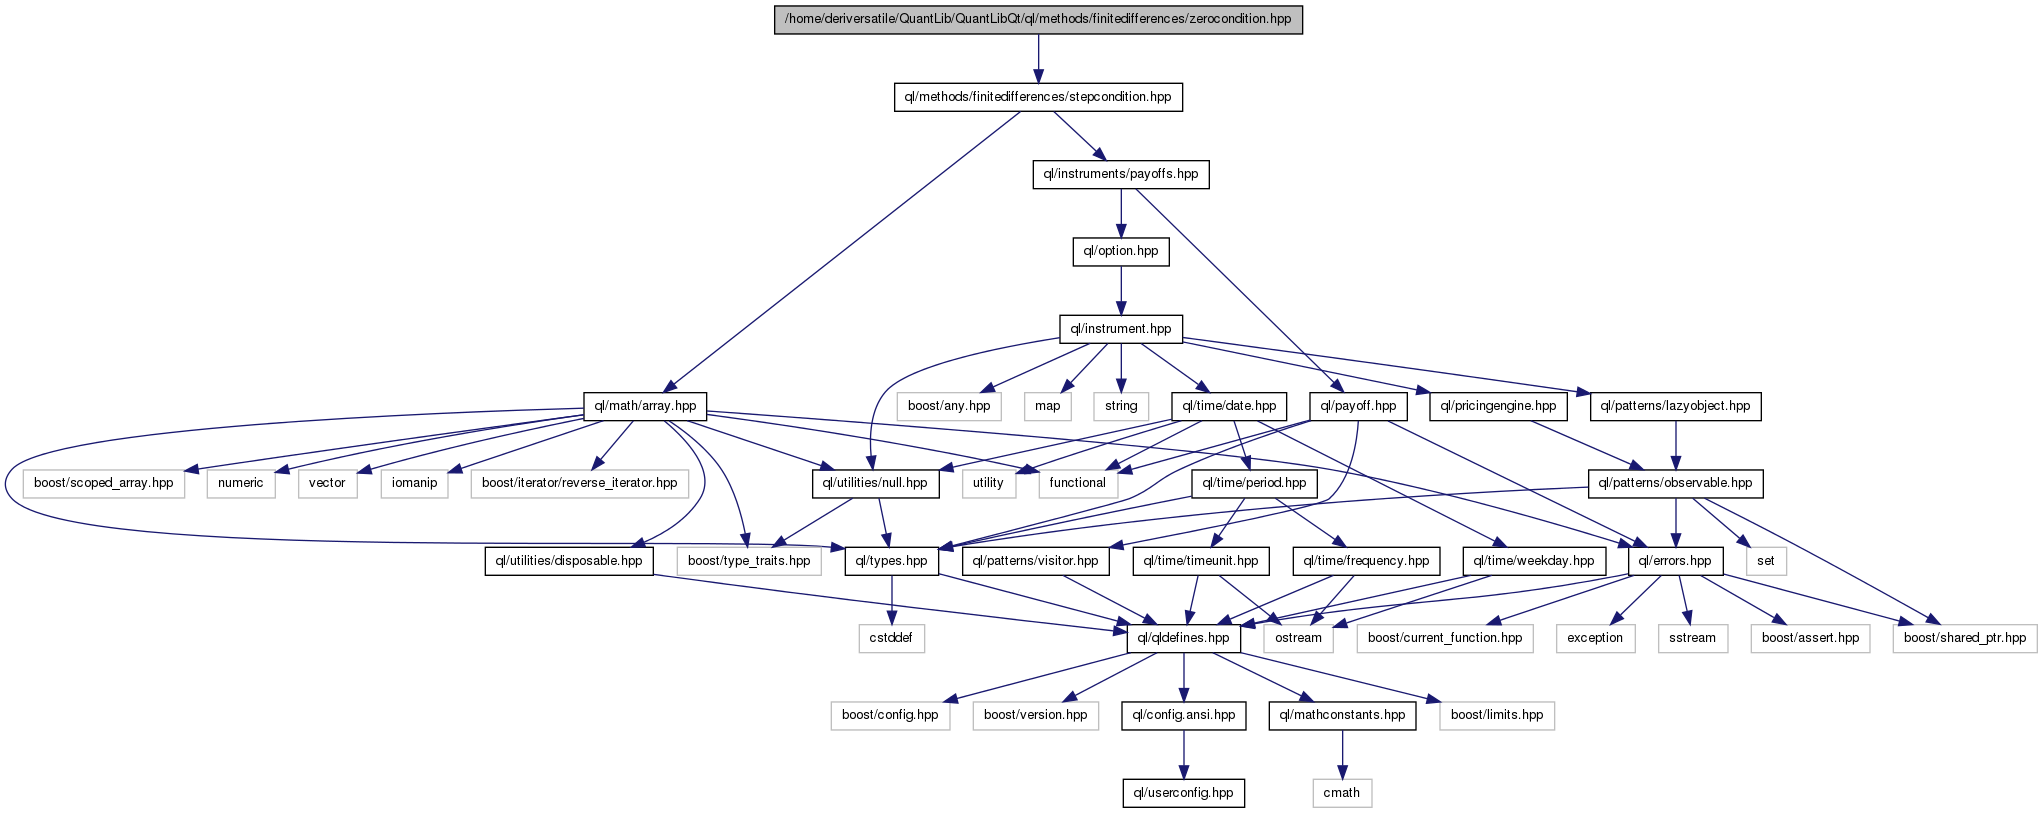 /home/deriversatile/QuantLib/QuantLibQt/ql/methods/finitedifferences/zerocondition.hpp
ql/methods/finitedifferences/stepcondition.hpp
ql/instruments/payoffs.hpp
ql/option.hpp
ql/instrument.hpp
ql/math/array.hpp
boost/any.hpp
map
string
ql/time/date.hpp
ql/payoff.hpp
ql/pricingengine.hpp
ql/patterns/lazyobject.hpp
boost/scoped_array.hpp
numeric
vector
iomanip
boost/iterator/reverse_iterator.hpp
ql/utilities/null.hpp
utility
functional
ql/time/period.hpp
ql/patterns/observable.hpp
ql/utilities/disposable.hpp
boost/type_traits.hpp
ql/types.hpp
ql/patterns/visitor.hpp
ql/time/timeunit.hpp
ql/time/frequency.hpp
ql/time/weekday.hpp
ql/errors.hpp
set
cstddef
ql/qldefines.hpp
ostream
boost/current_function.hpp
exception
sstream
boost/assert.hpp
boost/shared_ptr.hpp
boost/config.hpp
boost/version.hpp
ql/config.ansi.hpp
ql/mathconstants.hpp
boost/limits.hpp
ql/userconfig.hpp
cmath